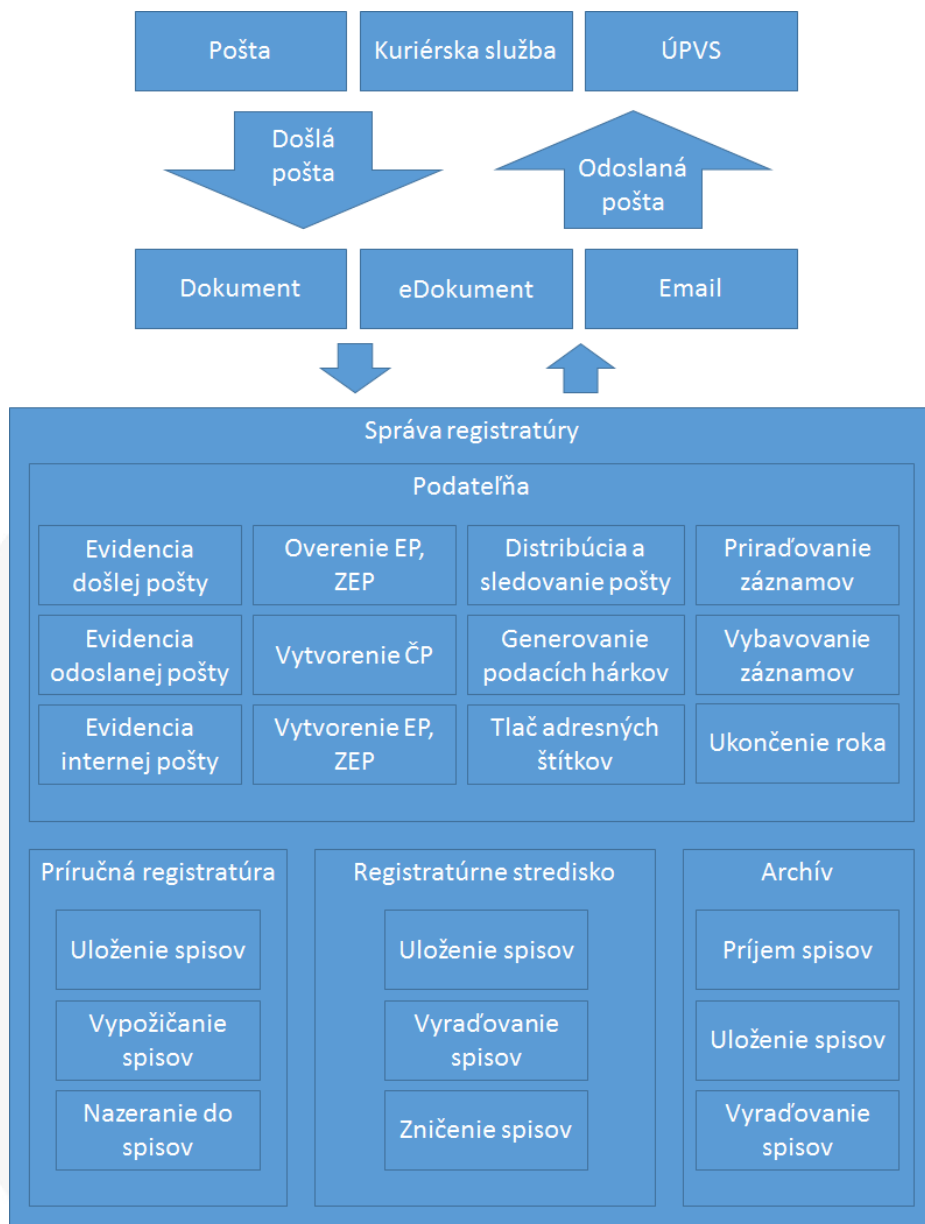 Pošta
Kuriérska služba
ÚPVS
Došlá
pošta
Odoslaná
pošta
Dokument
eDokument
Email
Správa registratúry
Podateľňa
Evidencia
došlej pošty
Overenie EP,
ZEP
Distribúcia a
sledovanie pošty
Priraďovanie
záznamov
Evidencia
odoslanej pošty
Vytvorenie ČP
Generovanie
podacích hárkov
Vybavovanie
záznamov
Evidencia
internej pošty
Vytvorenie EP,
ZEP
Tlač adresných
štítkov
Ukončenie roka
Príručná registratúra
Uloženie spisov
Vypožičanie
spisov
Nazeranie do
spisov
Registratúrne stredisko
Uloženie spisov
Vyraďovanie
spisov
Zničenie spisov
Archív
Príjem spisov
Uloženie spisov
Vyraďovanie
spisov